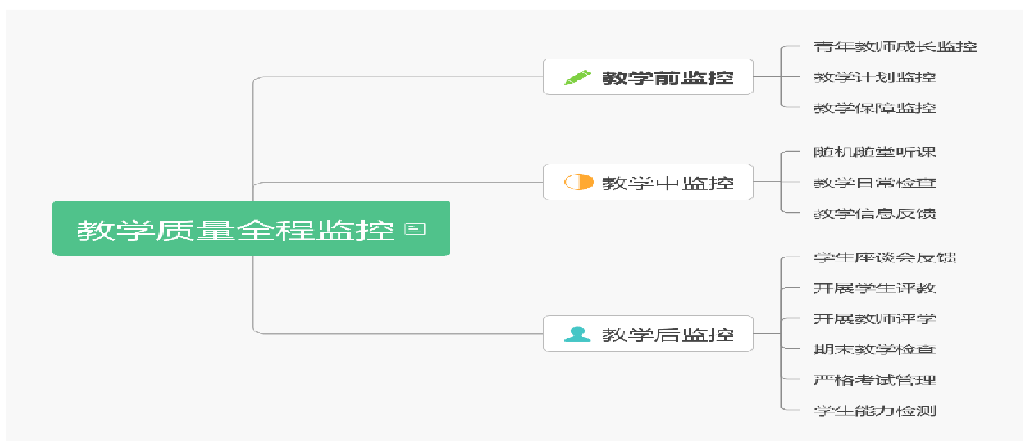 教学质量全程监控
教学前监控
青年教师成长监控
教学计划监控
教学保障监控
教学中监控
随机随堂听课
教学日常检查
教学信息反馈
教学后监控
学生座谈会反馈
开展学生评教
开展教师评学
期末教学检查
严格考试管理
学生能力检测